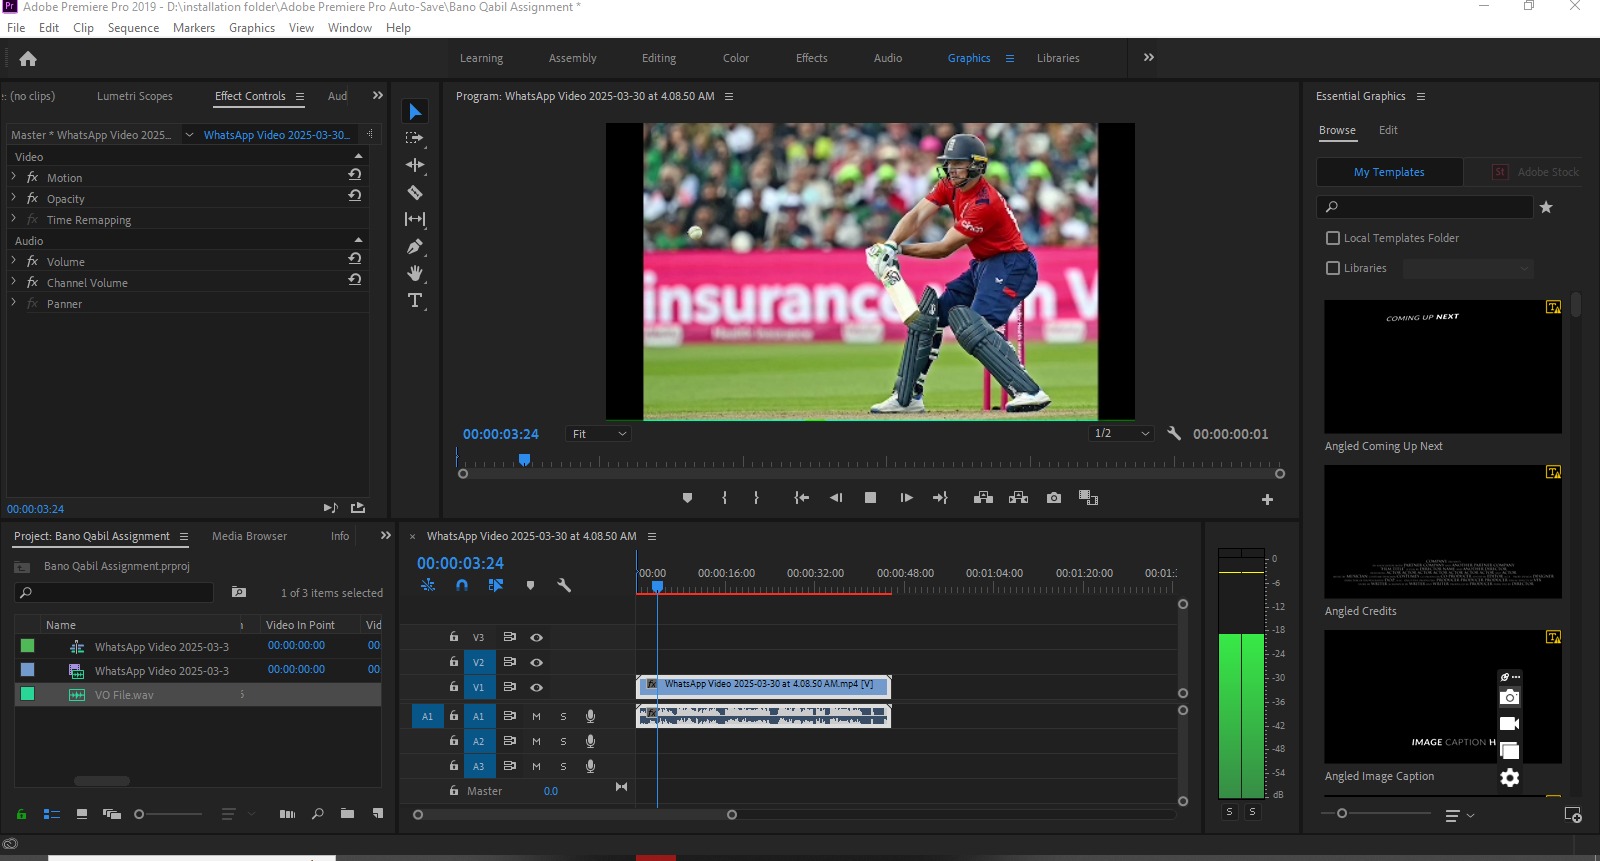 Adobe Premiere Pro 2019 - D:\installation folder\Adobe Premiere Pro Auto-Save\Bano Qabil Assignment *
File Edit Clip Sequence Markers Graphics View Window Help
Learning Assembly Editing Color Effects Audio Graphics Libraries
: (no clips) Lumetri Scopes Effect Controls Aud
Master * WhatsApp Video 2025... WhatsApp Video 2025-03-30...
Video
fx Motion
fx Opacity
fx Time Remapping
Audio
fx Volume
fx Channel Volume
fx Panner
00:00:03:24
Program: WhatsApp Video 2025-03-30 at 4.08.50 AM
insurance
00:00:03:24 Fit 1/2 00:00:00:01
Essential Graphics
Browse Edit
My Templates St Adobe Stock
Local Templates Folder
Libraries
COMING UP NEXT
Angled Coming Up Next
Angled Credits
IMAGE CAPTION H
Angled Image Caption
Project: Bano Qabil Assignment Media Browser Info
Bano Qabil Assignment.prproj
1 of 3 items selected
Name Video In Point Vid
WhatsApp Video 2025-03-3 00:00:00:00 00
WhatsApp Video 2025-03-3 00:00:00:00 00
VO File.wav
WhatsApp Video 2025-03-30 at 4.08.50 AM
00:00:03:24
:00:00 00:00:16:00 00:00:32:00 00:00:48:00 00:01:04:00 00:01:20:00 00:01:
V3
V2
V1 fx WhatsApp Video 2025-03-30 at 4.08.50 AM.mp4 [V]
A1 A1 M S fx
A2 M S
A3 M S
Master 0.0
0
-6
-12
-18
-24
-30
-36
-42
-48
-54
dB
S S